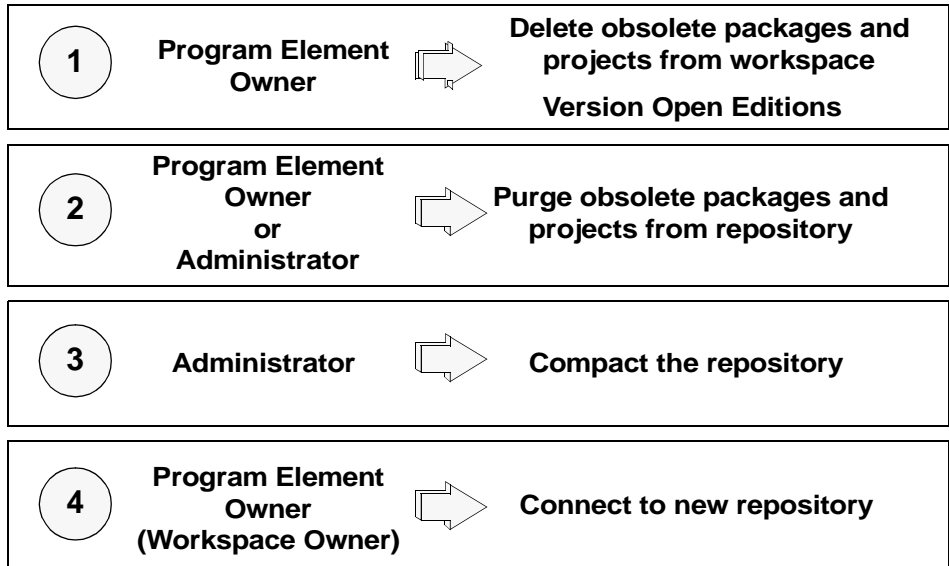 1
Program Element
Owner
Delete obsolete packages and
projects from workspace
Version Open Editions
2
Program Element
Owner
or
Administrator
Purge obsolete packages and
projects from repository
3
Administrator
Compact the repository
4
Program Element
Owner
(Workspace Owner)
Connect to new repository